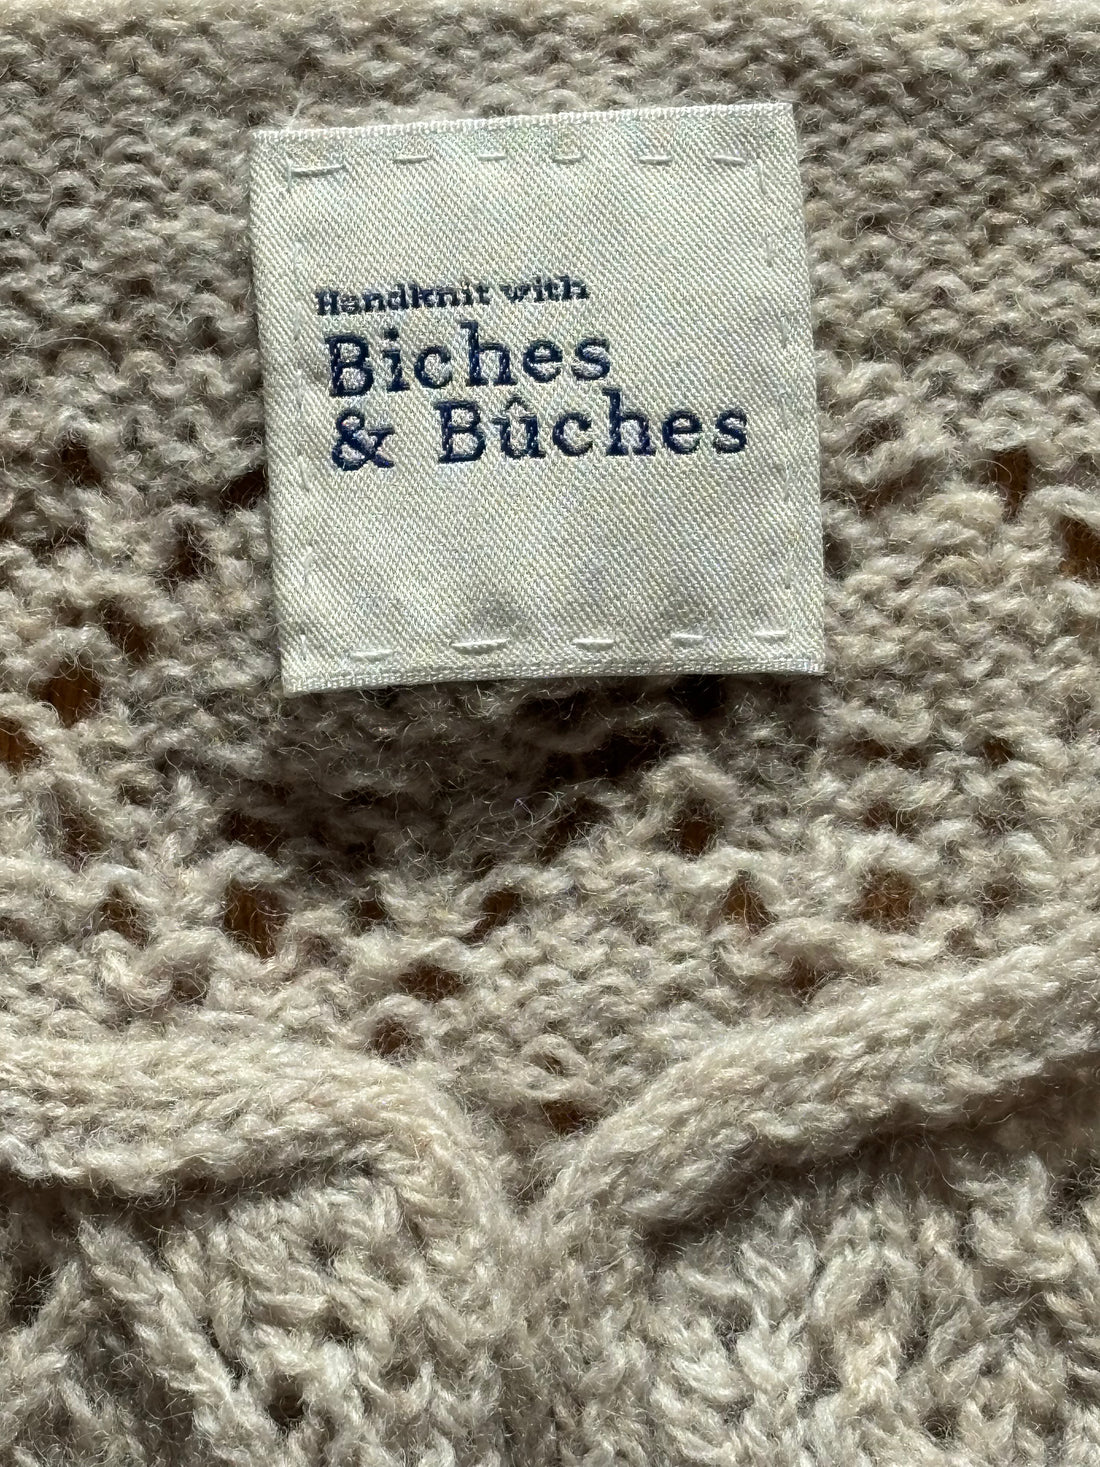 Handknit with
Biches
& Bûches